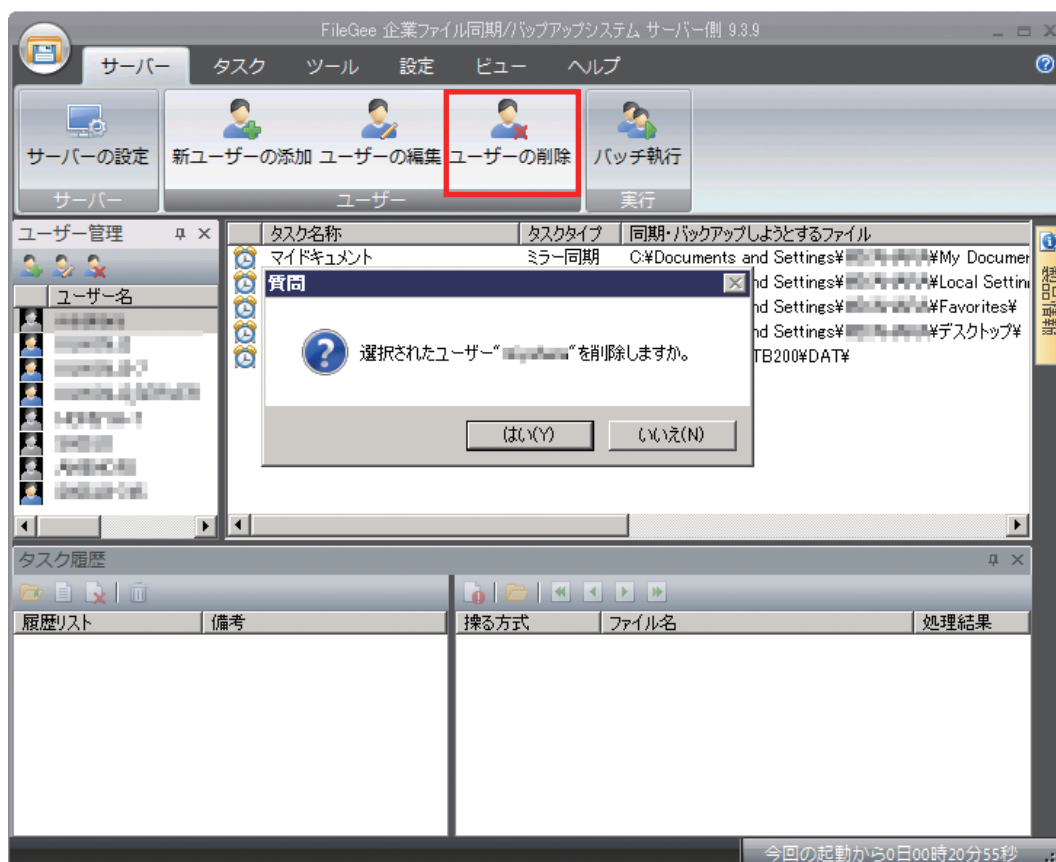 FileGee 企業ファイル同期/バップアップシステム サーバー側 9.3.9
サーバー タスク ツール 設定 ビュー ヘルプ
サーバーの設定 新ユーザーの添加 ユーザーの編集 ユーザーの削除 バッチ執行
サーバー ユーザー 実行
ユーザー管理
ユーザー名
タスク名称 タスクタイプ 同期・バックアップしようとするファイル
マイドキュメント ミラー同期 C:¥Documents and Settings¥ ¥My Documer
nd Settings¥ ¥Local Settin
nd Settings¥ ¥Favorites¥
nd Settings¥ ¥デスクトップ¥
TB200¥DAT¥
質問
選択されたユーザー“ “を削除しますか。
はい(Y) いいえ(N)
製品情報
タスク履歴
履歴リスト 備考 操る方式 ファイル名 処理結果
今回の起動から0日00時20分55秒